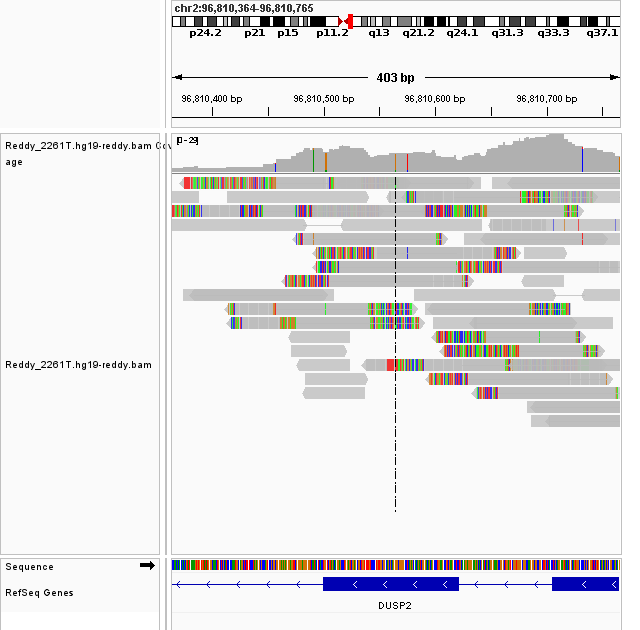 chr2:96,810,364-96,810,765
p24.2 p21 p15 p11.2 q13 q21.2 q24.1 q31.3 q33.3 q37.1
403 bp
96,810,400 bp 96,810,500 bp 96,810,600 bp 96,810,700 bp
[0-29]
Reddy_2261T.hg19-reddy.bam Cov
age
Reddy_2261T.hg19-reddy.bam
Sequence
RefSeq Genes
DUSP2